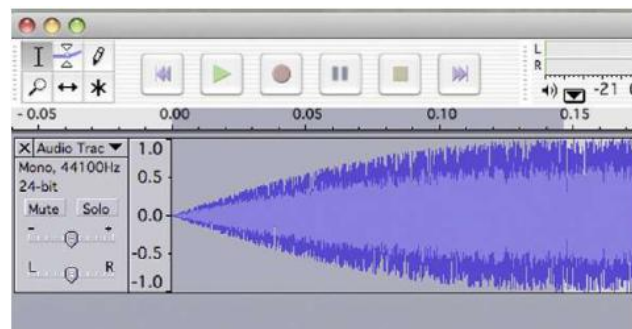 L
R
-21 0
- 0.05 0.00 0.05 0.10 0.15
X Audio Trac
Mono, 44100Hz
24-bit
Mute Solo
- +
L R
1.0
0.5
0.0
-0.5
-1.0